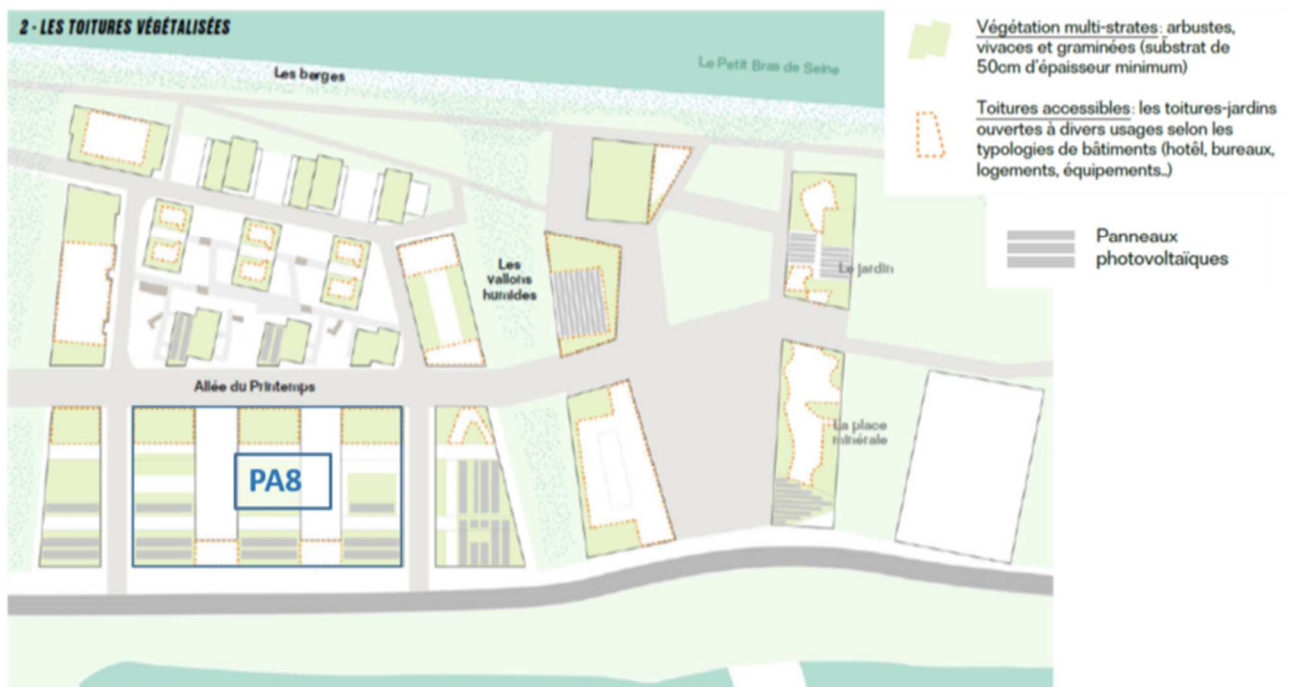 2 - LES TOITURES VÉGÉTALISÉES
Les berges
Le Petit Bras de Seine
Végétation multi-strates : arbustes,
vivaces et graminées (substrat de
50cm d'épaisseur minimum)
Toitures accessibles : les toitures-jardins
ouvertes à divers usages selon les
typologies de bâtiments (hotêl, bureaux,
logements, équipements..)
Panneaux
photovoltaïques
Les
vallons
humides
Le jardin
Allée du Printemps
La place
minérale
PA8